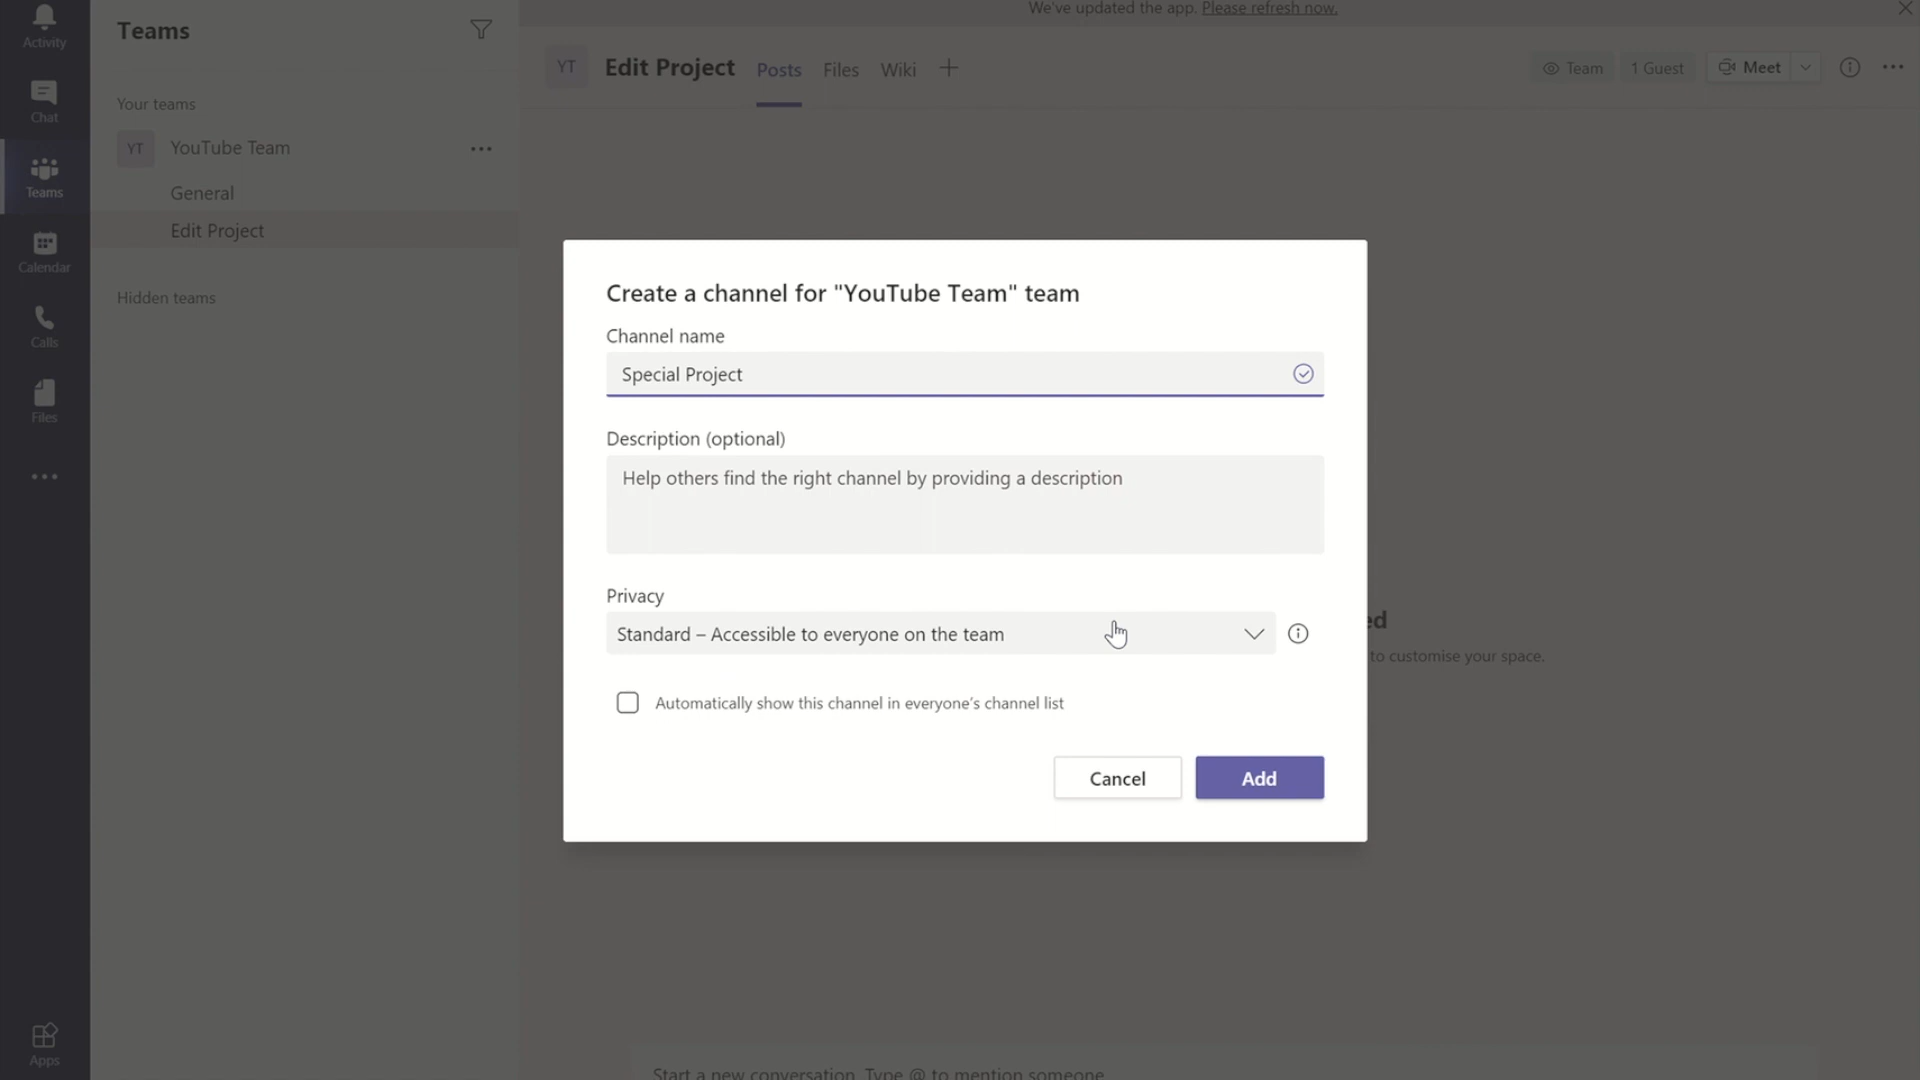 We've updated the app. Please refresh now.
Activity
Teams
YT Edit Project Posts Files Wiki
Team 1 Guest Meet
Chat
Your teams
YT YouTube Team
Teams
General
Edit Project
Calendar
Hidden teams
Calls
Files
Create a channel for "YouTube Team" team
Channel name
Special Project
Description (optional)
Help others find the right channel by providing a description
Privacy
Standard – Accessible to everyone on the team
ed
to customise your space.
Automatically show this channel in everyone's channel list
Cancel Add
Apps
Start a new conversation. Type @ to mention someone